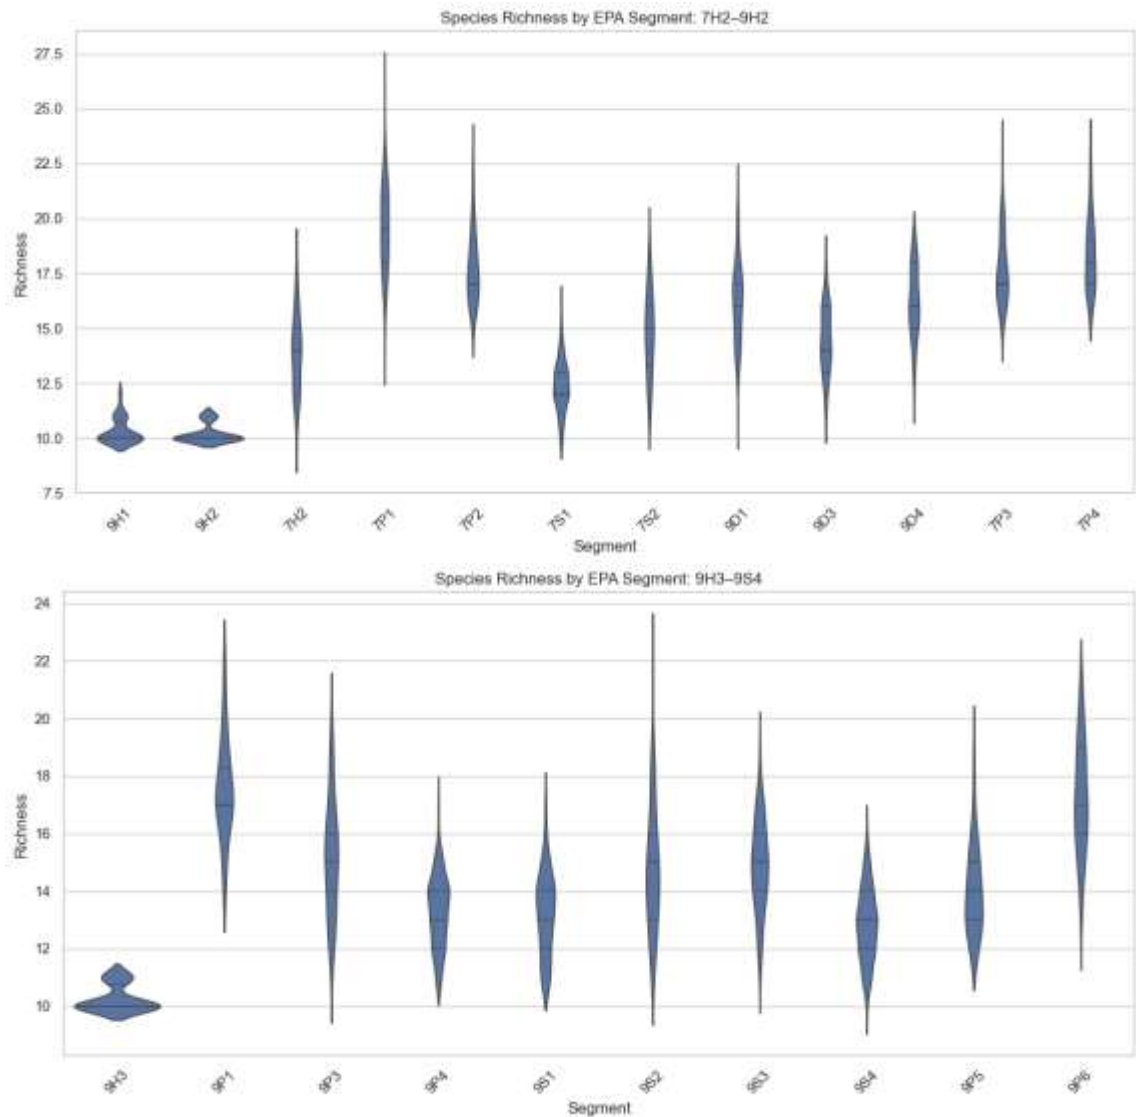 Species Richness by EPA Segment: 7H2–9H2
27.5
25.0
22.5
20.0
17.5
15.0
12.5
10.0
7.5
Richness
9H1 9H2 7H2 7P1 7P2 7S1 7S2 9D1 9D3 9D4 7P3 7P4
Segment
Species Richness by EPA Segment: 9H3–9S4
24
22
20
18
16
14
12
10
Richness
9H3 9P1 9P3 9P4 9S1 9S2 9S3 9S4 9P5 9P6
Segment